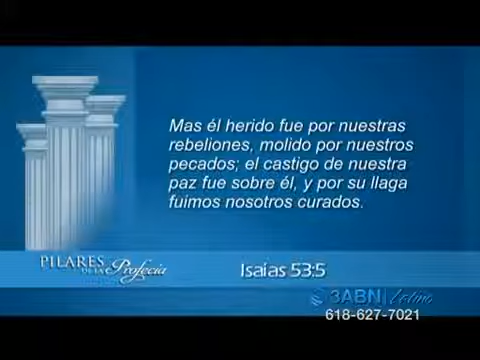 Mas él herido fue por nuestras
rebeliones, molido por nuestros
pecados; el castigo de nuestra
paz fue sobre él, y por su llaga
fuimos nosotros curados.
PILARES
DE LA Profecía
Isaías 53:5
3ABN Latino
618-627-7021